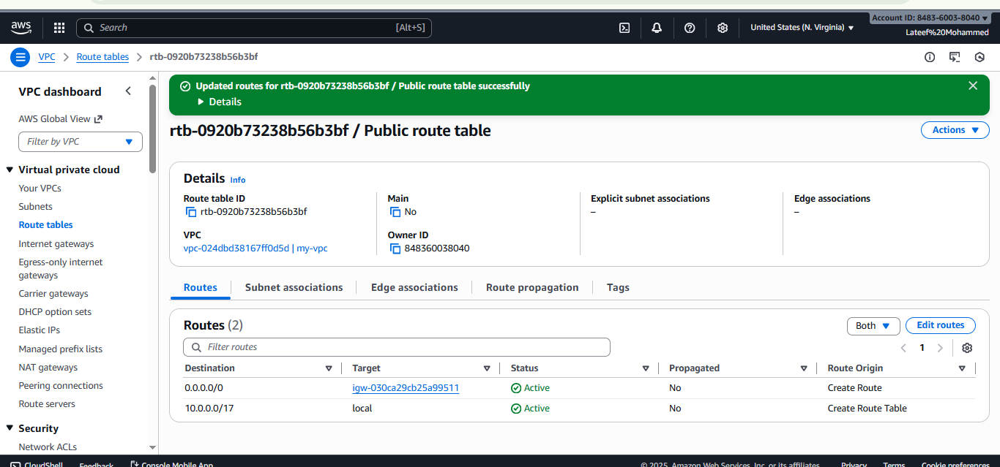 aws
Search [Alt+S]
United States (N. Virginia)
Account ID: 8483-6003-8040
Lateef%20Mohammed
VPC
Route tables
rtb-0920b73238b56b3bf
VPC dashboard
AWS Global View
Filter by VPC
Virtual private cloud
Your VPCs
Subnets
Route tables
Internet gateways
Egress-only internet
gateways
Carrier gateways
DHCP option sets
Elastic IPs
Managed prefix lists
NAT gateways
Peering connections
Route servers
Security
Network ACLs
Updated routes for rtb-0920b73238b56b3bf / Public route table successfully
Details
rtb-0920b73238b56b3bf / Public route table
Actions
Details Info
Route table ID
rtb-0920b73238b56b3bf
VPC
vpc-024dbd38167ff0d5d | my-vpc
Main
No
Owner ID
848360038040
Explicit subnet associations
–
Edge associations
–
Routes
Subnet associations
Edge associations
Route propagation
Tags
Routes (2)
Both
Edit routes
Filter routes
1
Destination Target Status Propagated Route Origin
0.0.0.0/0 igw-030ca29cb25a99511 Active No Create Route
10.0.0.0/17 local Active No Create Route Table
CloudShell Feedback Console Mobile App © 2025, Amazon Web Services, Inc. or its affiliates. Privacy Terms Cookie preferences